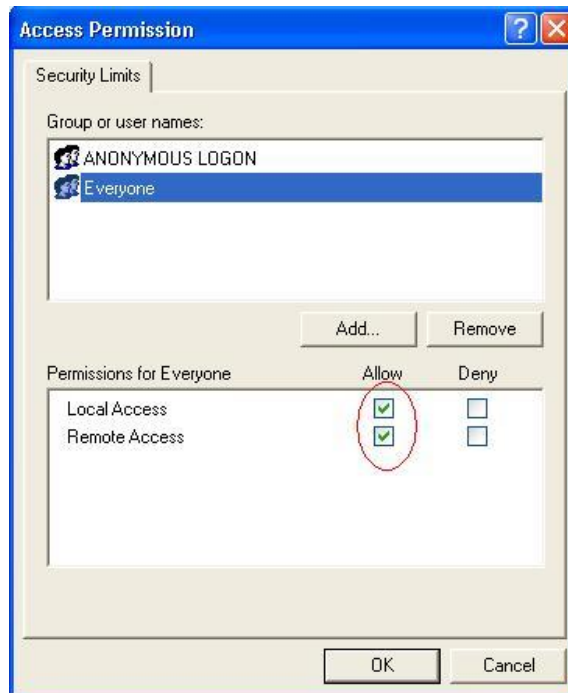 Access Permission
Security Limits
Group or user names:
ANONYMOUS LOGON
Everyone
Add... Remove
Permissions for Everyone Allow Deny
Local Access
Remote Access
OK Cancel